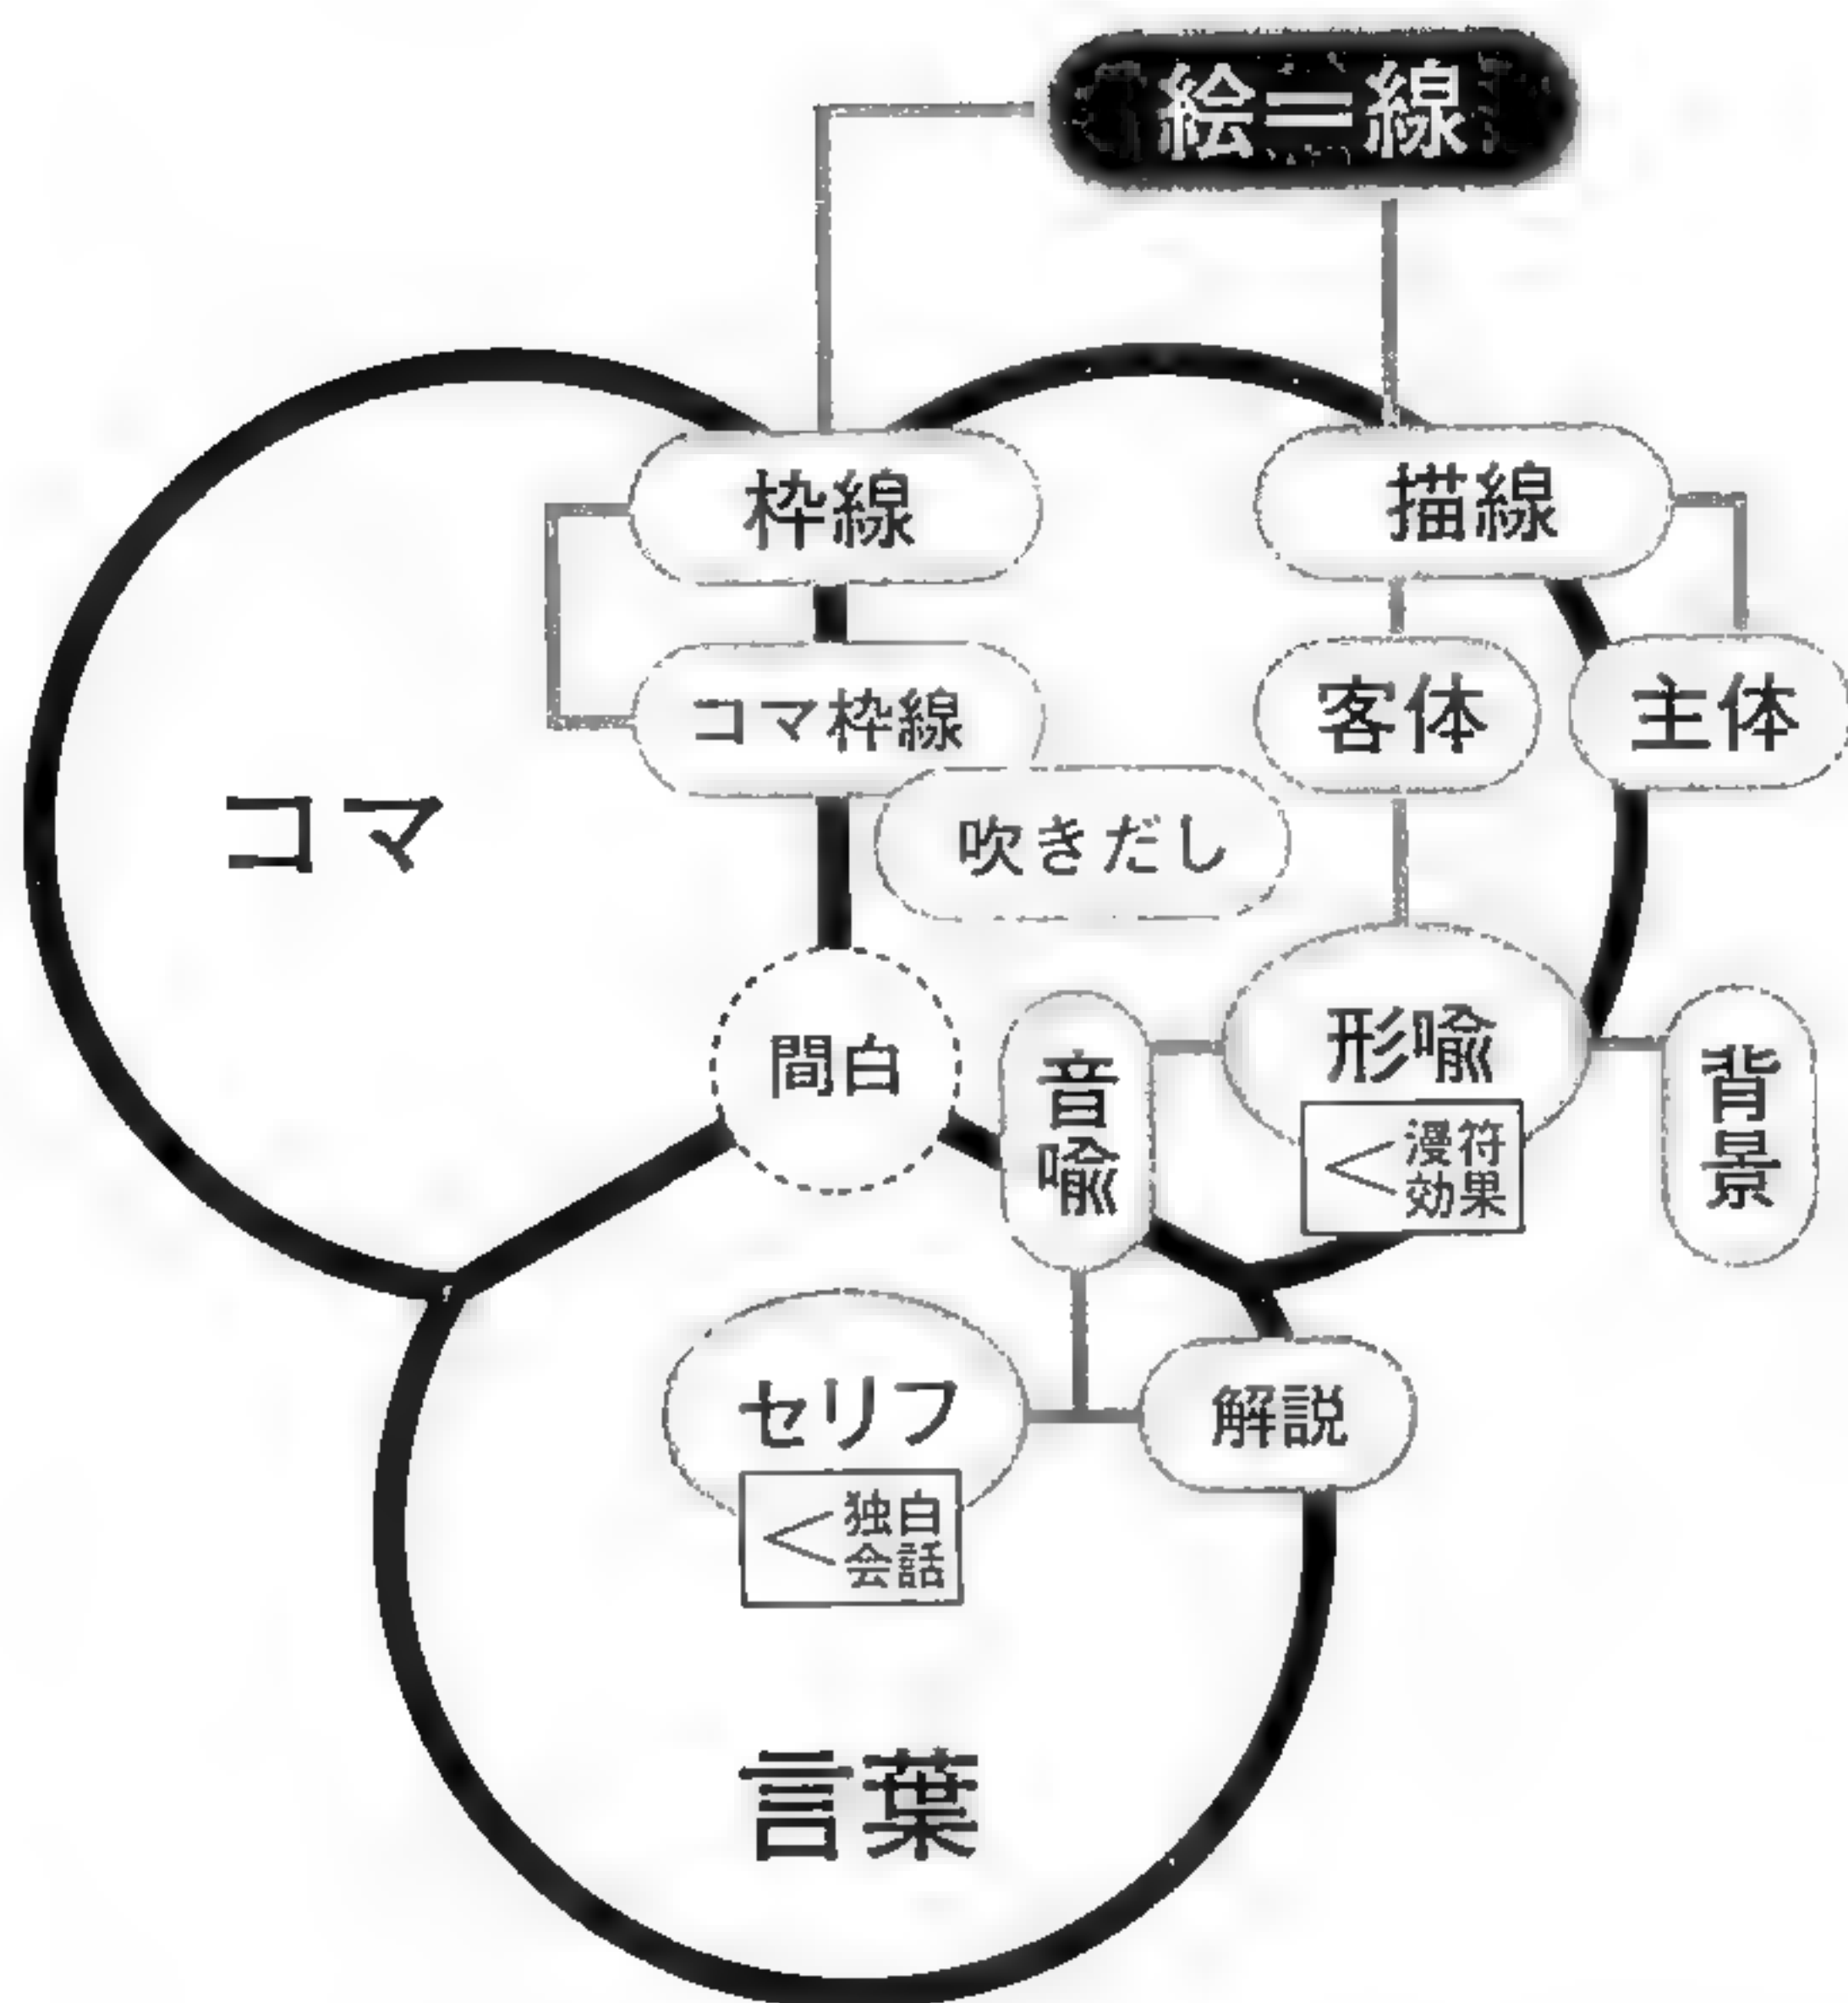 絵＝線
枠線
描線
コマ枠線
客体
主体
コマ
吹きだし
間白
音喩
形喩
漫符
効果
背景
セリフ
独白
会話
解説
言葉